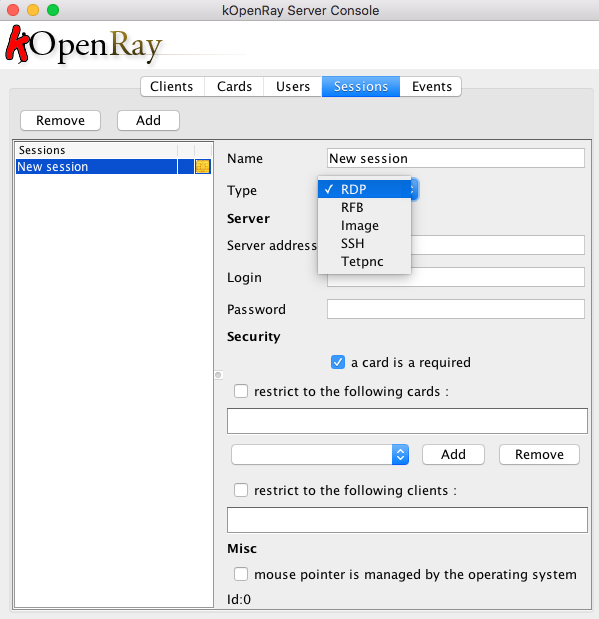 kOpenRay Server Console
kOpenRay
Clients Cards Users Sessions Events
Remove Add
Sessions
New session
Name New session
Type ✓ RDP
RFB
Image
SSH
Tetpnc
Server
Server address
Login
Password
Security
a card is a required
restrict to the following cards :
Add Remove
restrict to the following clients :
Misc
mouse pointer is managed by the operating system
Id:0